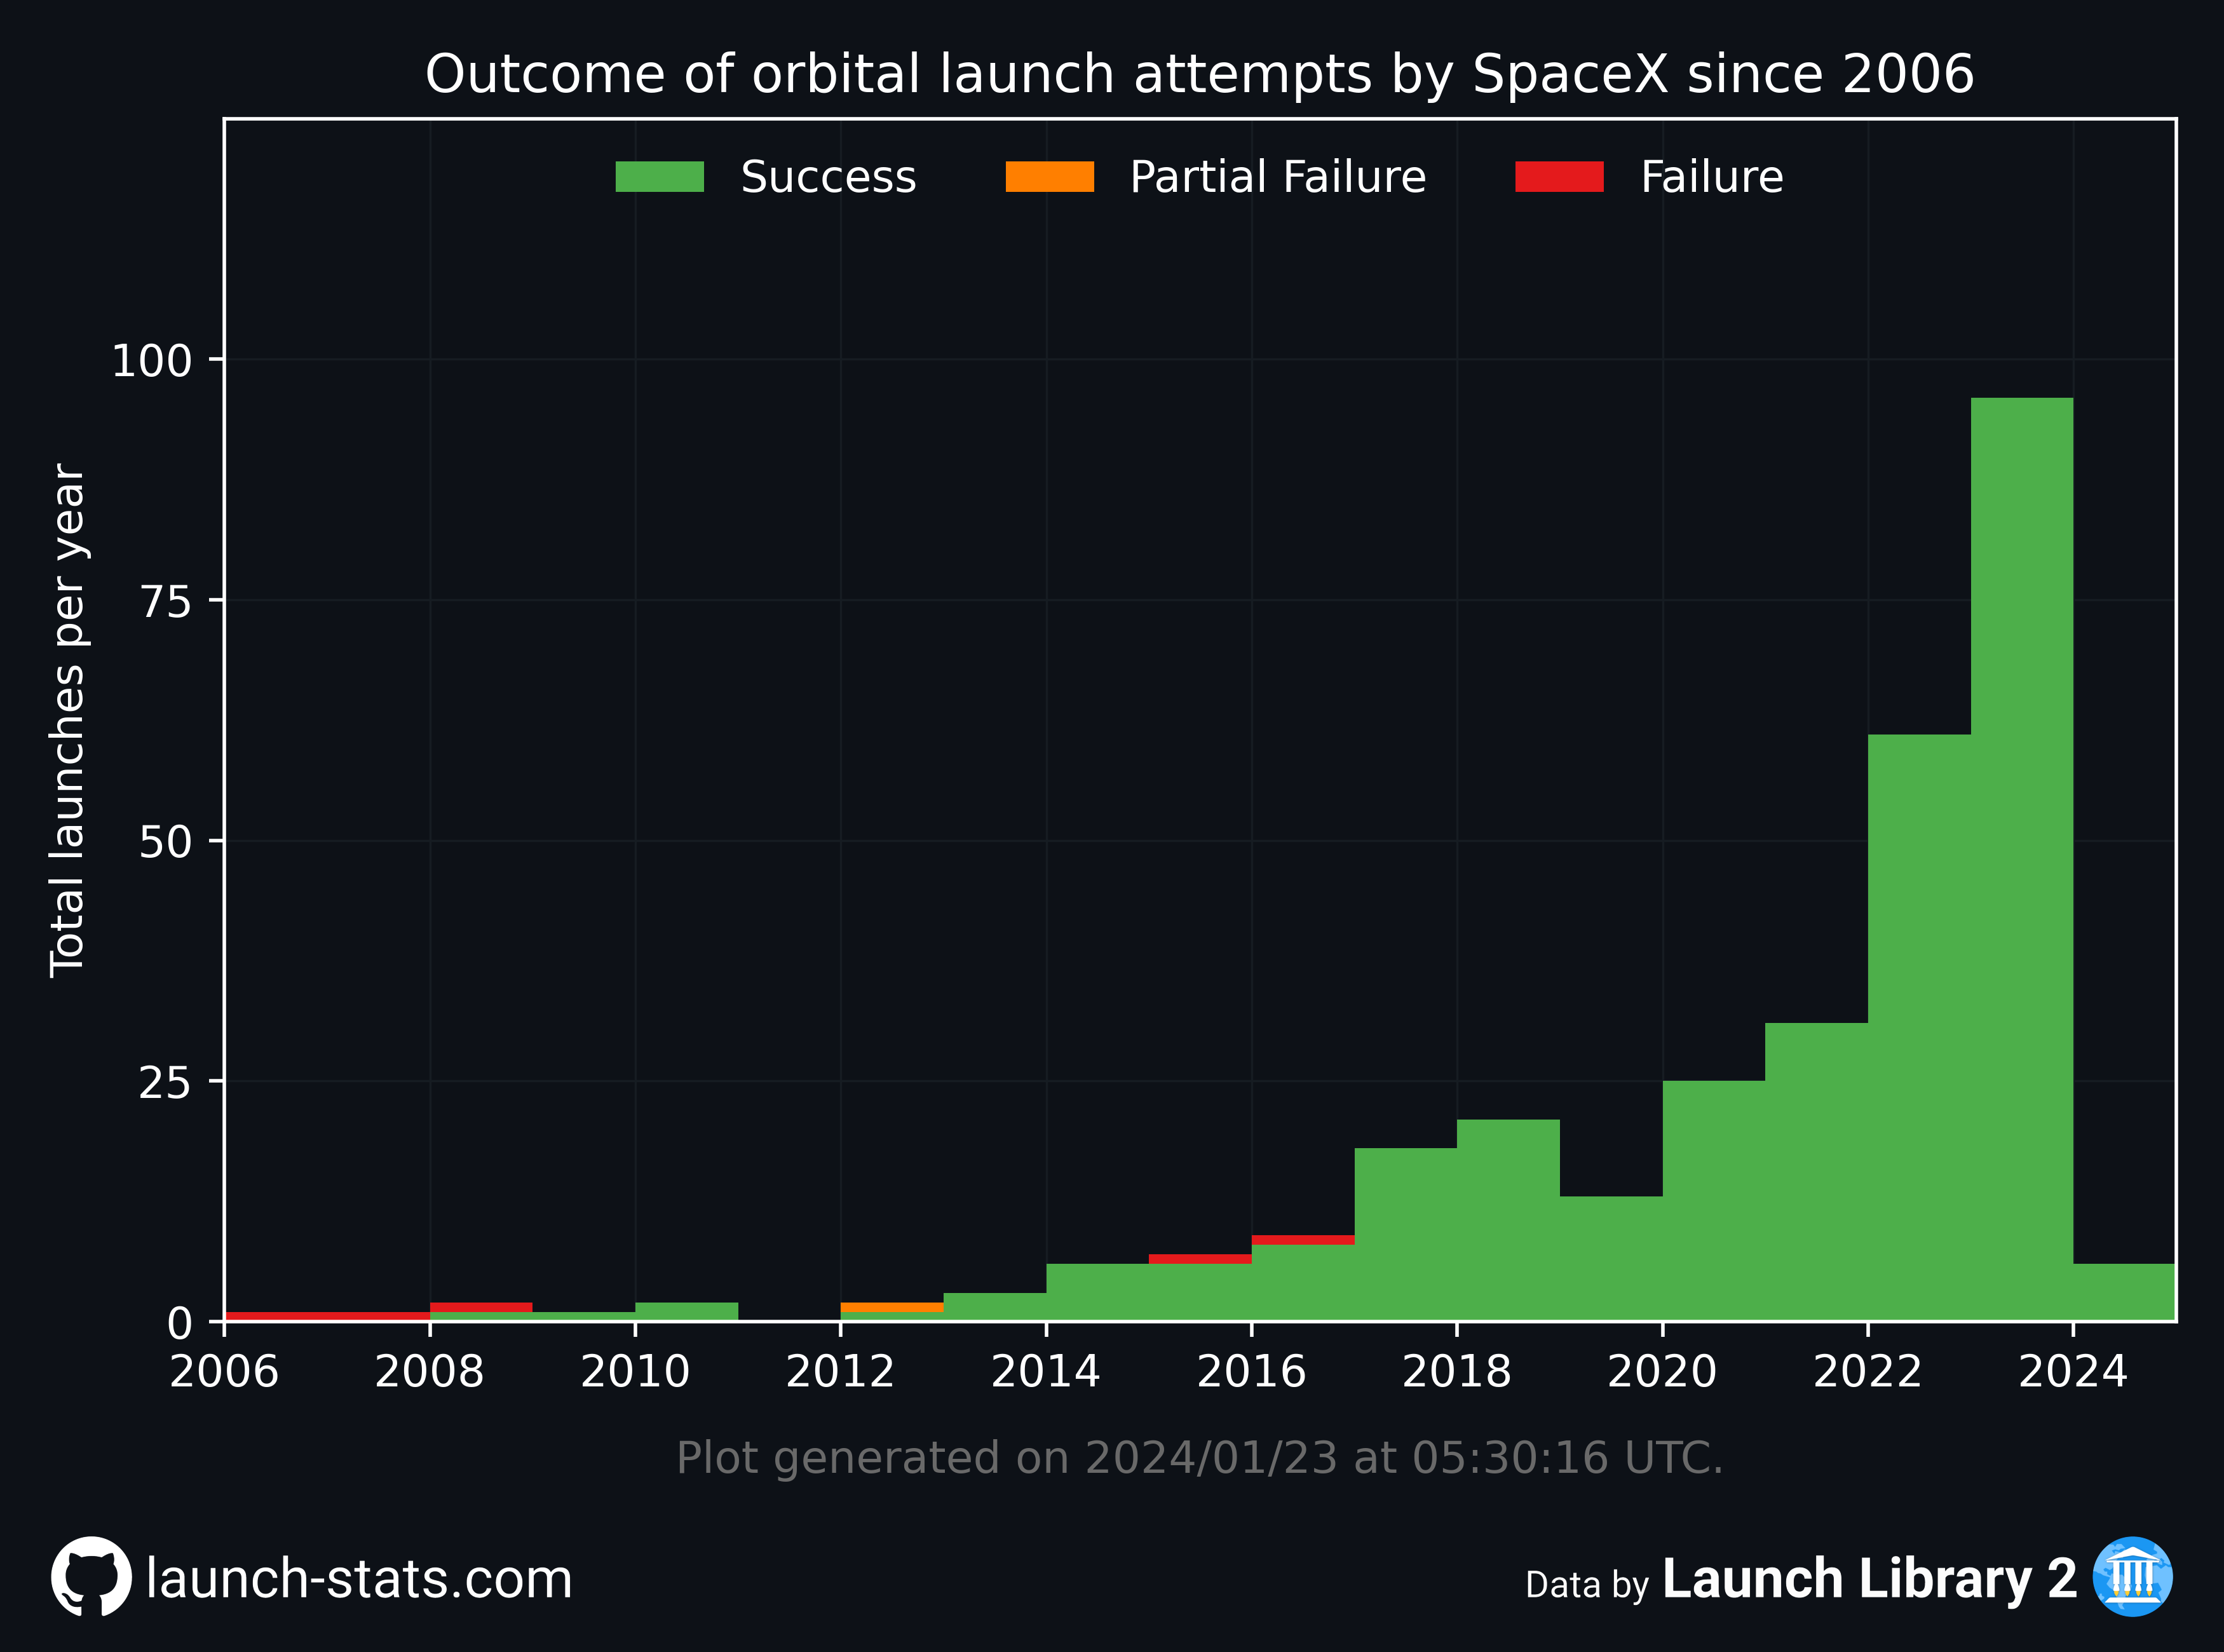 Outcome of orbital launch attempts by SpaceX since 2006
Success Partial Failure Failure
Total launches per year
100
75
50
25
0
2006 2008 2010 2012 2014 2016 2018 2020 2022 2024
Plot generated on 2024/01/23 at 05:30:16 UTC.
launch-stats.com
Data by Launch Library 2